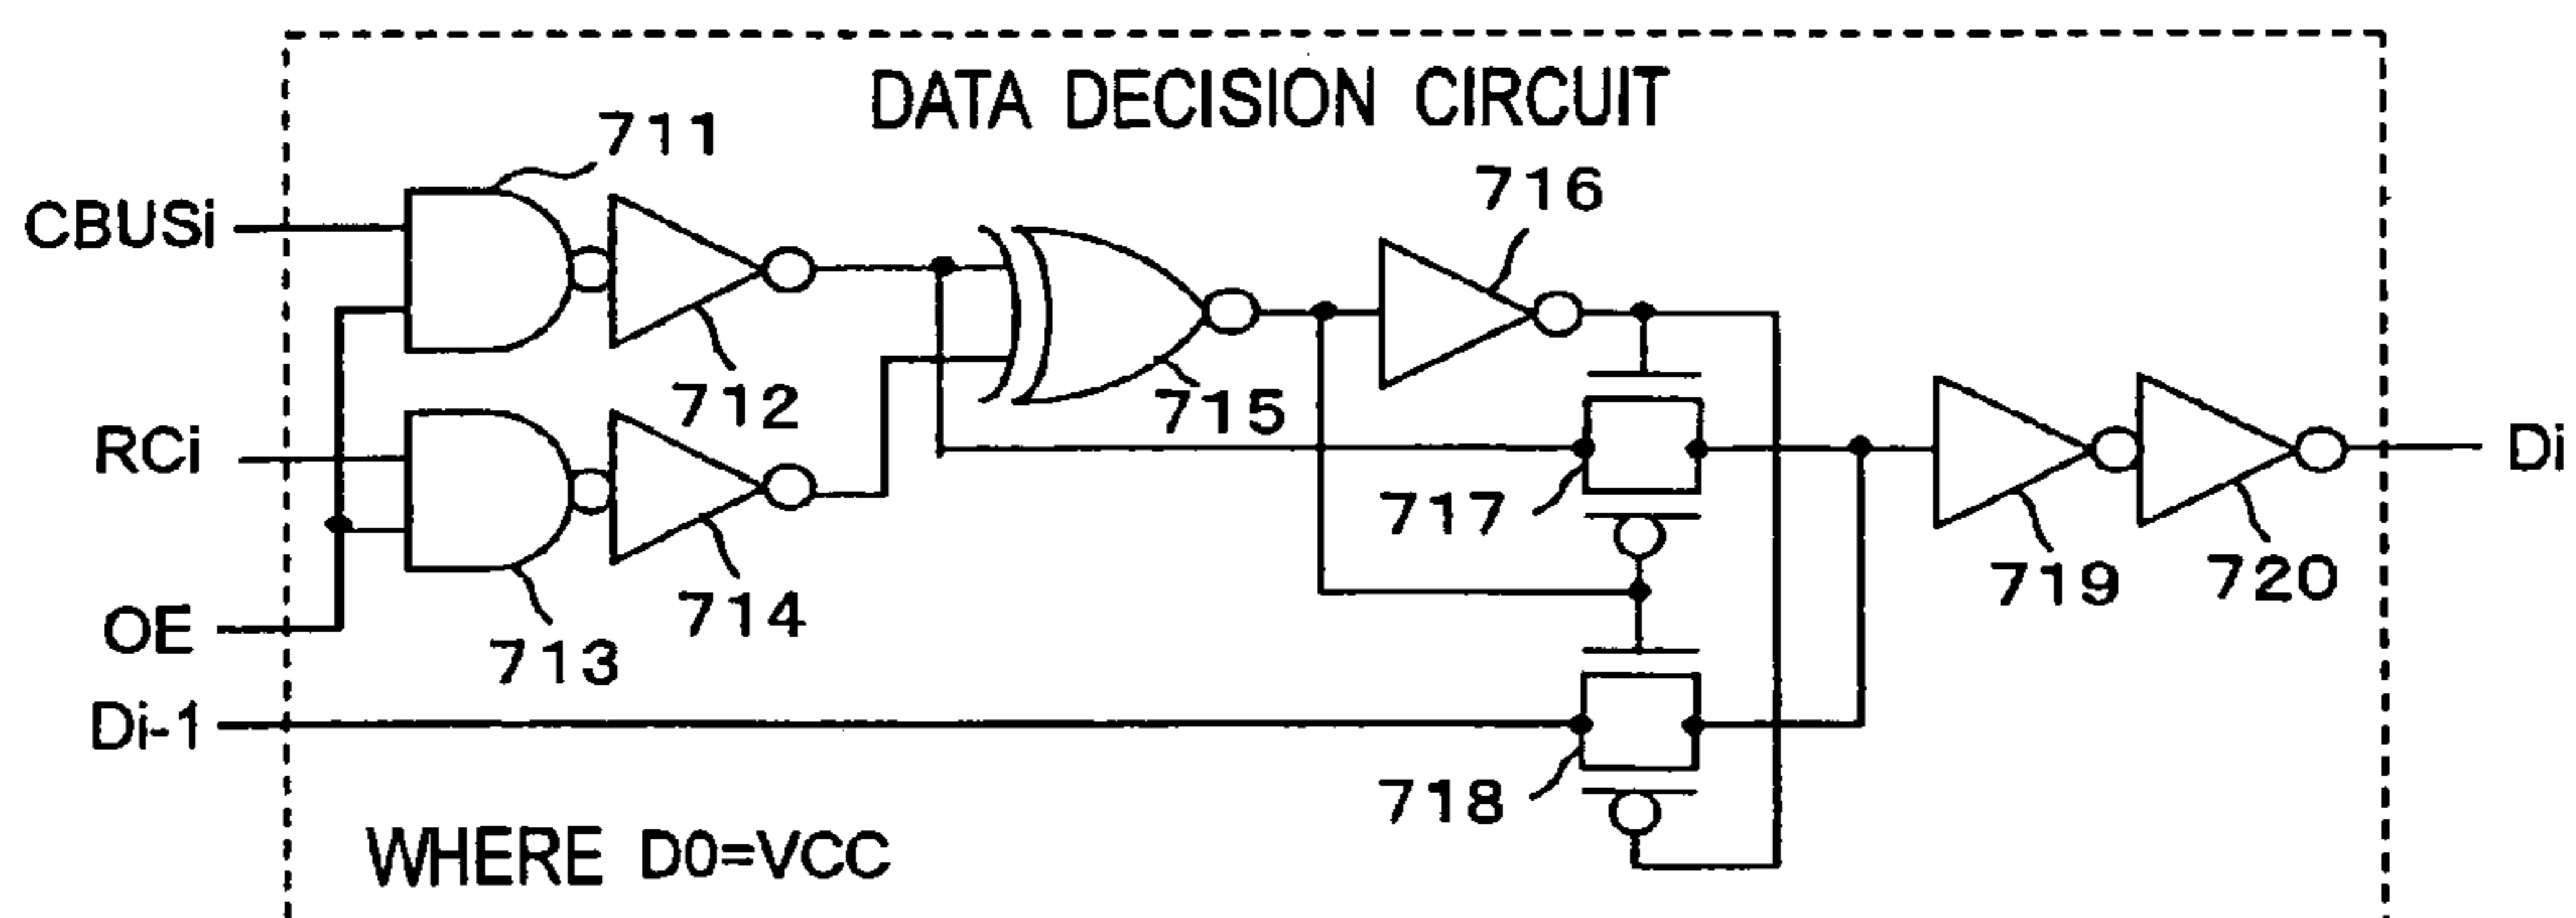 DATA DECISION CIRCUIT
711
716
CBUSi
712
715
RCi
717
Di
714
719
720
OE
713
Di-1
718
WHERE D0=VCC